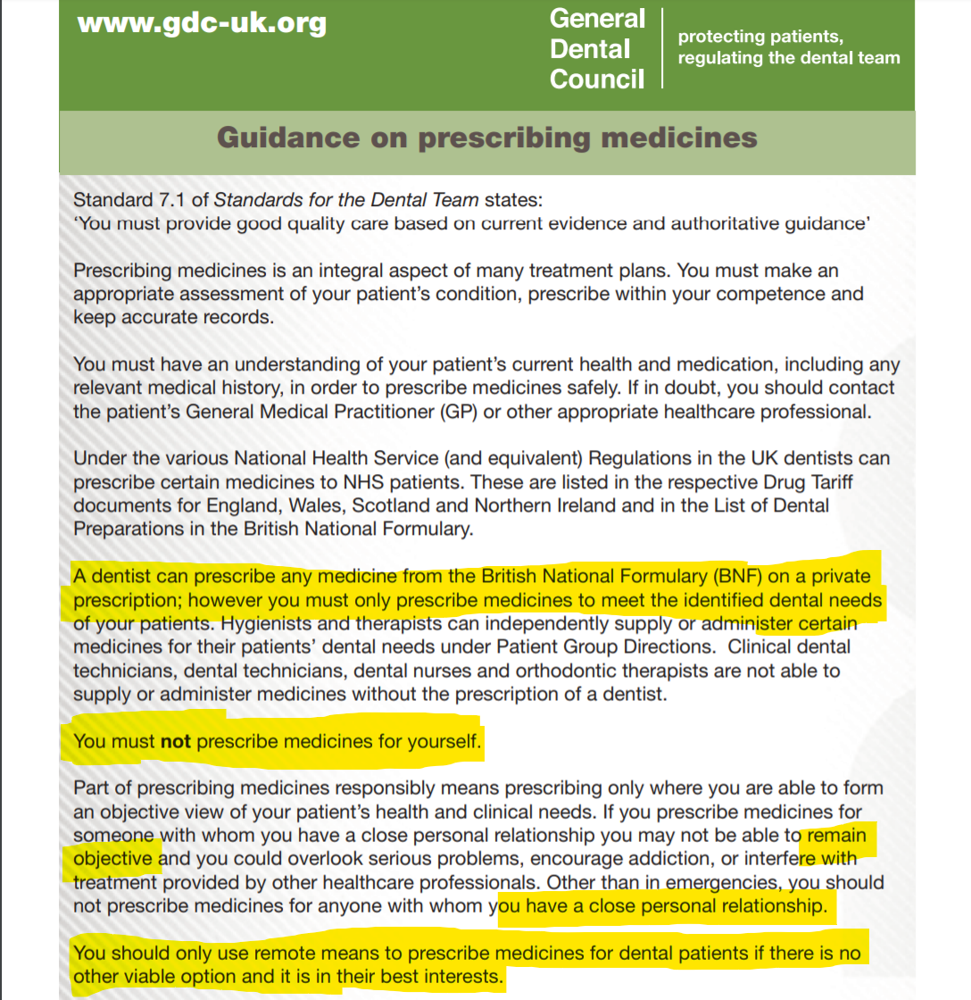 www.gdc-uk.org
General
Dental
Council
protecting patients,
regulating the dental team
Guidance on prescribing medicines
Standard 7.1 of Standards for the Dental Team states:
‘You must provide good quality care based on current evidence and authoritative guidance’
Prescribing medicines is an integral aspect of many treatment plans. You must make an
appropriate assessment of your patient’s condition, prescribe within your competence and
keep accurate records.
You must have an understanding of your patient’s current health and medication, including any
relevant medical history, in order to prescribe medicines safely. If in doubt, you should contact
the patient’s General Medical Practitioner (GP) or other appropriate healthcare professional.
Under the various National Health Service (and equivalent) Regulations in the UK dentists can
prescribe certain medicines to NHS patients. These are listed in the respective Drug Tariff
documents for England, Wales, Scotland and Northern Ireland and in the List of Dental
Preparations in the British National Formulary.
A dentist can prescribe any medicine from the British National Formulary (BNF) on a private
prescription; however you must only prescribe medicines to meet the identified dental needs
of your patients. Hygienists and therapists can independently supply or administer certain
medicines for their patients’ dental needs under Patient Group Directions.  Clinical dental
technicians, dental technicians, dental nurses and orthodontic therapists are not able to
supply or administer medicines without the prescription of a dentist.
You must not prescribe medicines for yourself.
Part of prescribing medicines responsibly means prescribing only where you are able to form
an objective view of your patient’s health and clinical needs. If you prescribe medicines for
someone with whom you have a close personal relationship you may not be able to remain
objective and you could overlook serious problems, encourage addiction, or interfere with
treatment provided by other healthcare professionals. Other than in emergencies, you should
not prescribe medicines for anyone with whom you have a close personal relationship.
You should only use remote means to prescribe medicines for dental patients if there is no
other viable option and it is in their best interests.